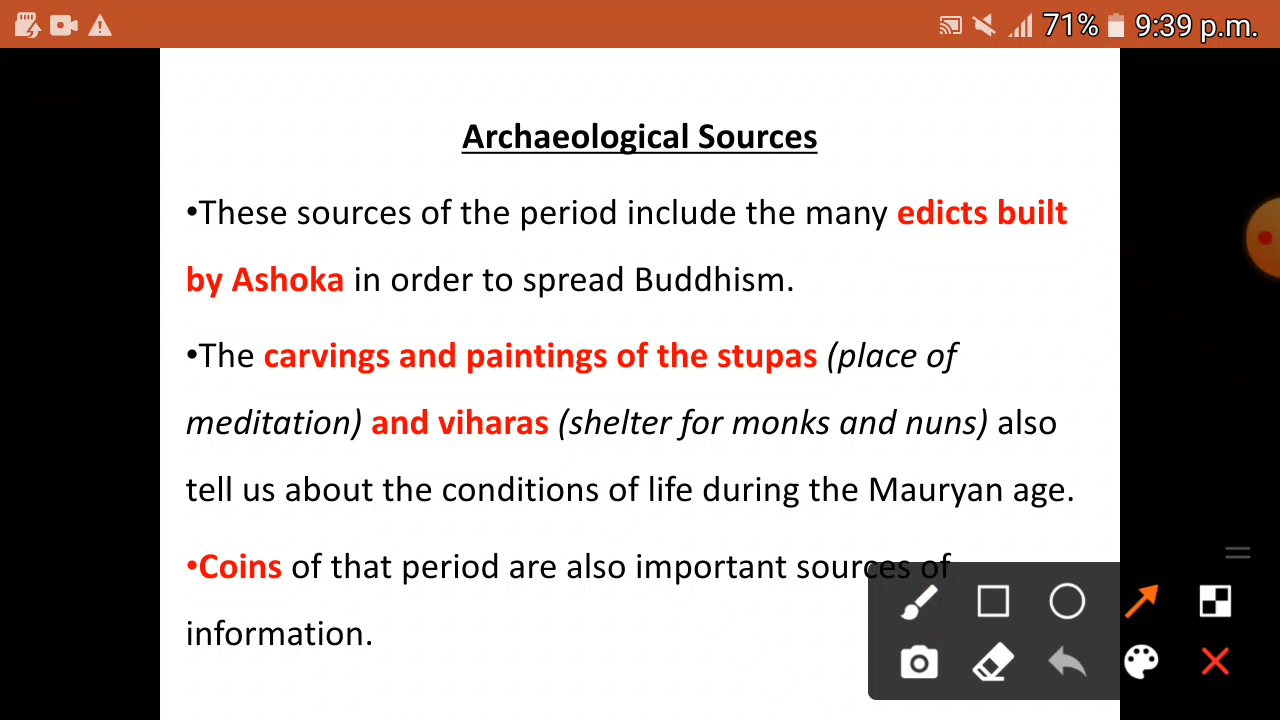 71% 9:39 p.m.
Archaeological Sources
•These sources of the period include the many edicts built
by Ashoka in order to spread Buddhism.
•The carvings and paintings of the stupas (place of
meditation) and viharas (shelter for monks and nuns) also
tell us about the conditions of life during the Mauryan age.
•Coins of that period are also important sources of
information.